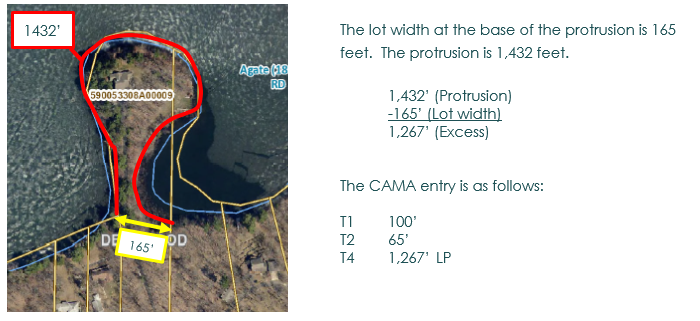 1432’
Agate (18
RD
590053308A00009
DE
OD
165’
The lot width at the base of the protrusion is 165
feet. The protrusion is 1,432 feet.
1,432’ (Protrusion)
-165’ (Lot width)
1,267’ (Excess)
The CAMA entry is as follows:
T1 100’
T2 65’
T4 1,267’ LP